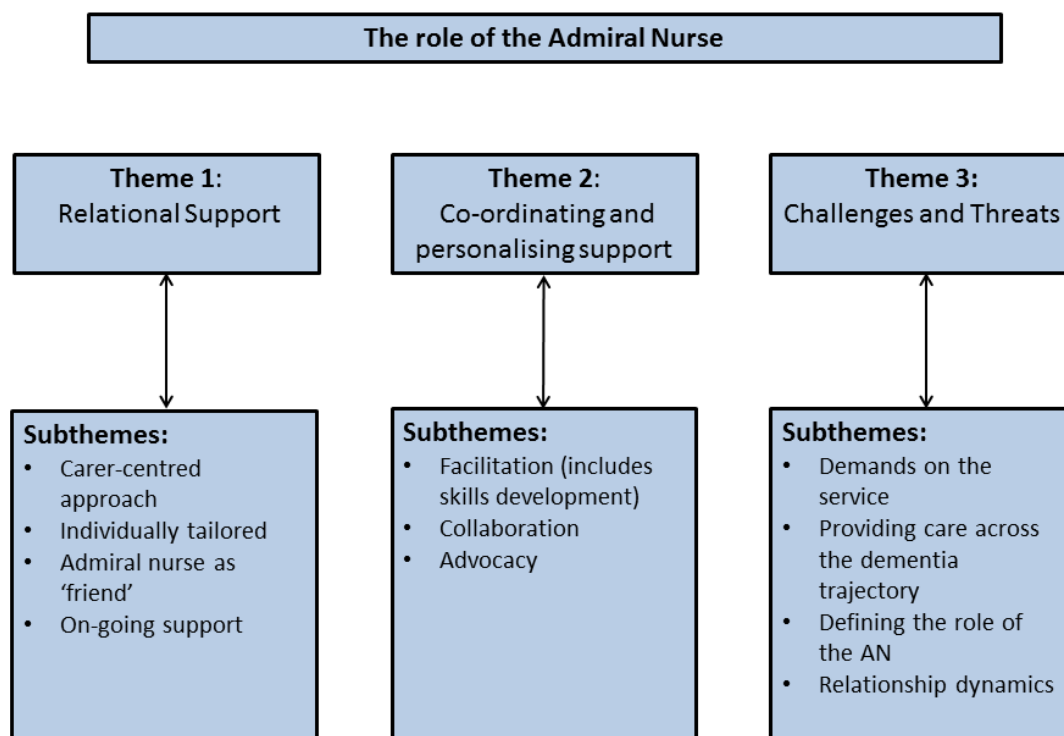 The role of the Admiral Nurse
Theme 1:
Relational Support
Theme 2:
Co-ordinating and
personalising support
Theme 3:
Challenges and Threats
Subthemes:
• Carer-centred
approach
• Individually tailored
• Admiral nurse as
‘friend’
• On-going support
Subthemes:
• Facilitation (includes
skills development)
• Collaboration
• Advocacy
Subthemes:
• Demands on the
service
• Providing care across
the dementia
trajectory
• Defining the role of
the AN
• Relationship dynamics